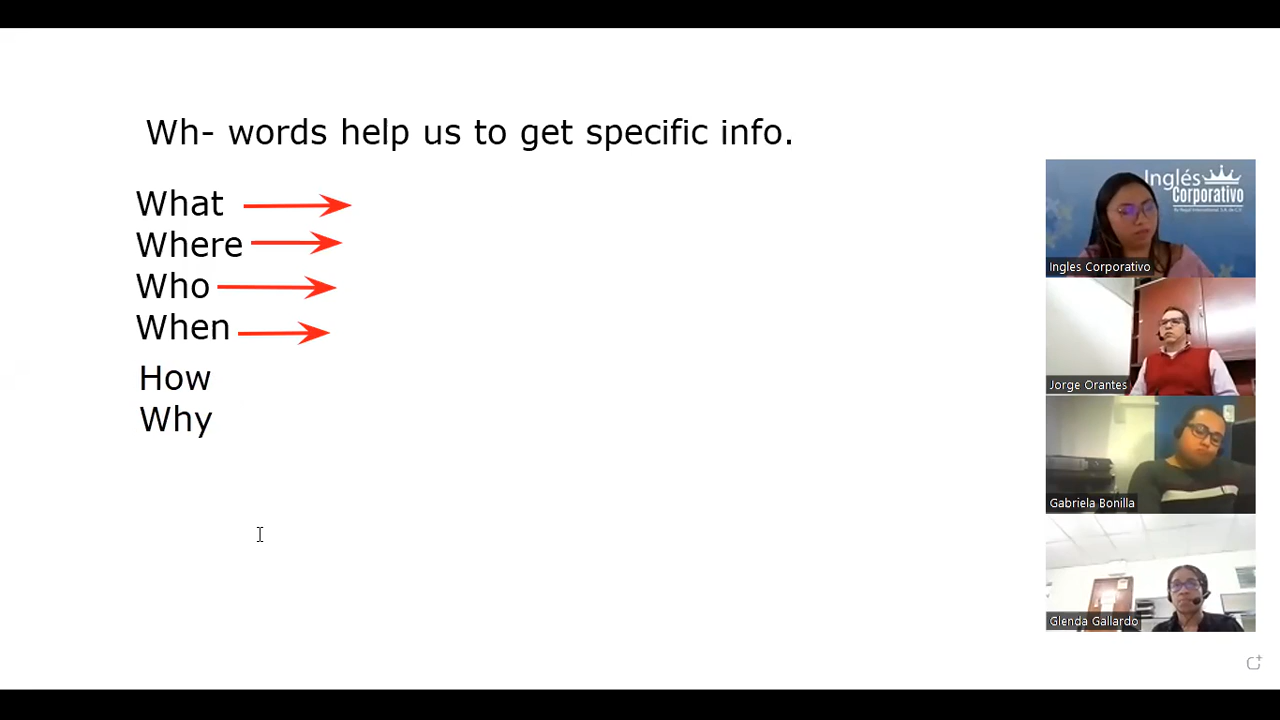 Wh- words help us to get specific info.
What
Where
Who
When
How
Why
Inglés
Corporativo
Ingles Corporativo
Jorge Orantes
Gabriela Bonilla
Glenda Gallardo